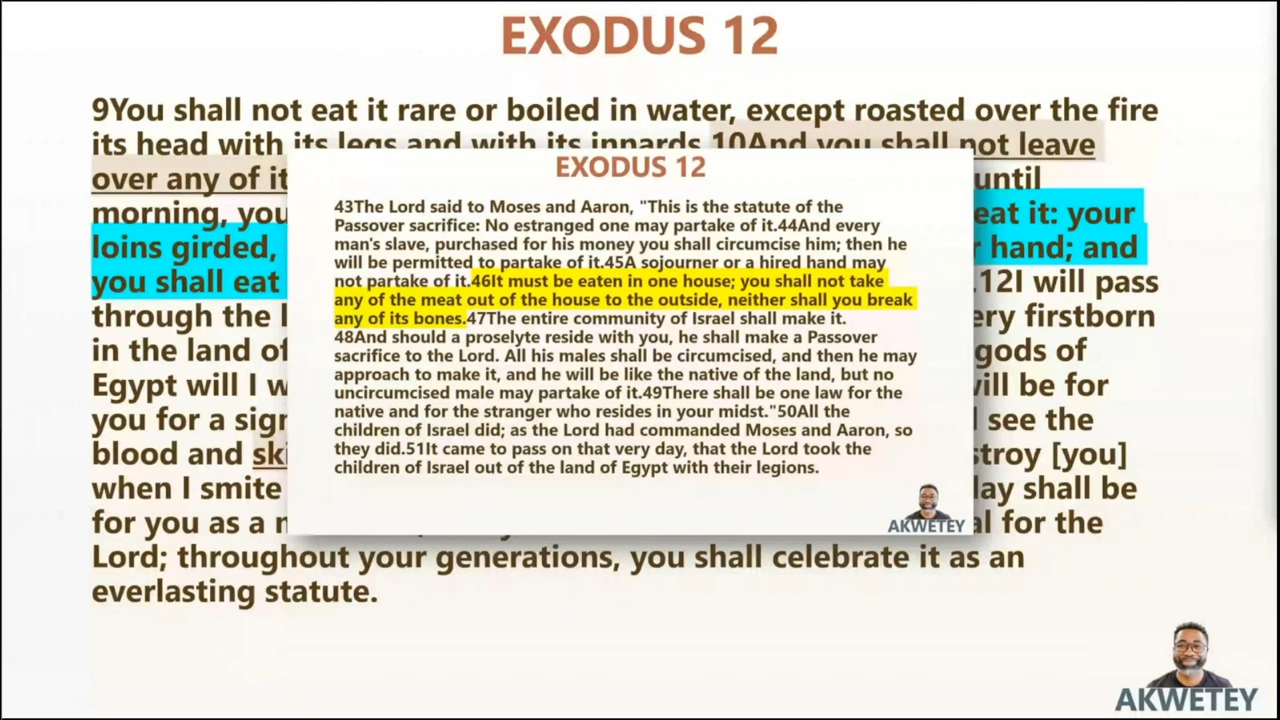 EXODUS 12
9You shall not eat it rare or boiled in water, except roasted over the fire
its head with its legs and with its innards.10And you shall not leave
over any of it until
morning, you eat it: your
loins girded, hand; and
you shall eat .12I will pass
through the firstborn
in the land of gods of
Egypt will I will be for
you for a sign see the
blood and [you]
when I smite shall be
for you as a for the
Lord; throughout your generations, you shall celebrate it as an
everlasting statute.
EXODUS 12
43The Lord said to Moses and Aaron, "This is the statute of the
Passover sacrifice: No estranged one may partake of it.44And every
man's slave, purchased for his money you shall circumcise him; then he
will be permitted to partake of it.45A sojourner or a hired hand may
not partake of it.46It must be eaten in one house; you shall not take
any of the meat out of the house to the outside, neither shall you break
any of its bones.47The entire community of Israel shall make it.
48And should a proselyte reside with you, he shall make a Passover
sacrifice to the Lord. All his males shall be circumcised, and then he may
approach to make it, and he will be like the native of the land, but no
uncircumcised male may partake of it.49There shall be one law for the
native and for the stranger who resides in your midst."50All the
children of Israel did; as the Lord had commanded Moses and Aaron, so
they did.51It came to pass on that very day, that the Lord took the
children of Israel out of the land of Egypt with their legions.
AKWETEY
AKWETEY